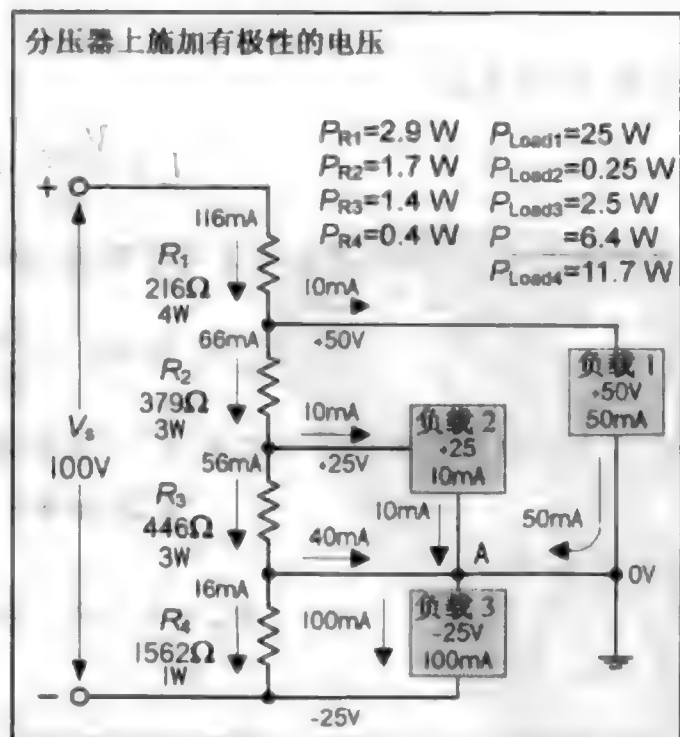 分压器上施加有极性的电压
P_R1=2.9 W P_Load1=25 W
P_R2=1.7 W P_Load2=0.25 W
P_R3=1.4 W P_Load3=2.5 W
P_R4=0.4 W P =6.4 W
P_Load4=11.7 W
+
116mA
R1
216Ω
4W
10mA
+50V
66mA
R2
379Ω
3W
10mA
+25V
负载 1
+50V
50mA
负载 2
+25
10mA
Vs
100V
56mA
R3
446Ω
3W
40mA
10mA
50mA
A
0V
16mA
R4
1562Ω
1W
100mA
负载 3
-25V
100mA
−
-25V